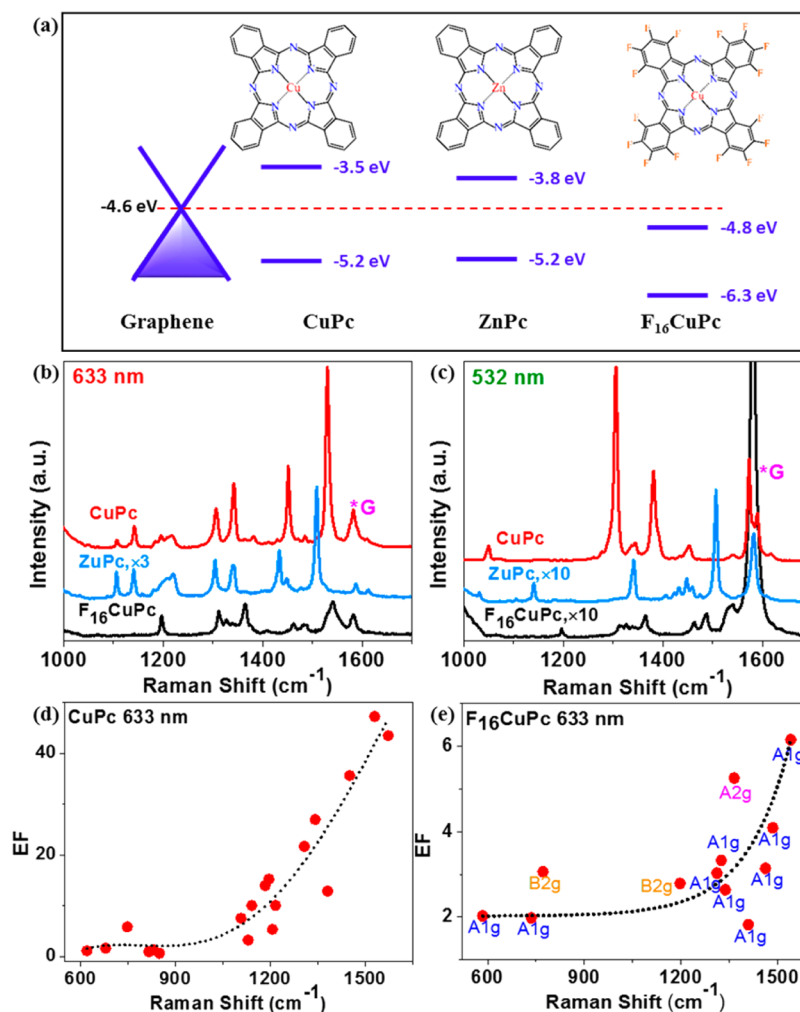 (a)
Cu
N N N N N N N N
Zn
N N N N N N N N
Cu
N N N N N N N N
F F F F F F F F F F F F F F F F
-3.5 eV
-3.8 eV
-4.6 eV
-4.8 eV
-5.2 eV
-5.2 eV
-6.3 eV
Graphene CuPc ZnPc F₁₆CuPc
(b) 633 nm
Intensity (a.u.)
*G
CuPc
ZuPc,×3
F₁₆CuPc
1000 1200 1400 1600
Raman Shift (cm⁻¹)
(c) 532 nm
Intensity (a.u.)
*G
CuPc
ZuPc,×10
F₁₆CuPc,×10
1000 1200 1400 1600
Raman Shift (cm⁻¹)
(d) CuPc 633 nm
EF
40
20
0
600 900 1200 1500
Raman Shift (cm⁻¹)
(e) F₁₆CuPc 633 nm
EF
6
4
2
A1g
A2g
A1g
A1g
B2g
B2g
A1g
A1g
A1g
A1g
A1g
A1g
600 900 1200 1500
Raman Shift (cm⁻¹)